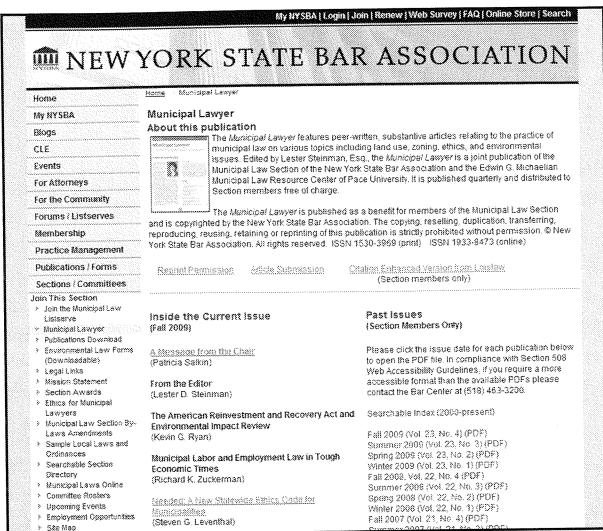 My NYSBA | Login | Join | Renew | Web Survey | FAQ | Online Store | Search
NEW YORK STATE BAR ASSOCIATION
Home
My NYSBA
Blogs
CLE
Events
For Attorneys
For the Community
Forums / Listserves
Membership
Practice Management
Publications / Forms
Sections / Committees
Join This Section
Join the Municipal Law
Listserve
Municipal Lawyer
Publications Download
Environmental Law Forms
(Downloadable)
Legal Links
Mission Statement
Section Awards
Ethics for Municipal
Lawyers
Municipal Law Section By-
Laws Amendments
Sample Local Laws and
Ordinances
Searchable Section
Directory
Municipal Laws Online
Committee Rosters
Upcoming Events
Employment Opportunities
Site Map
Home Municipal Lawyer
Municipal Lawyer
About this publication
The Municipal Lawyer features peer-written, substantive articles relating to the practice of
municipal law on various topics including land use, zoning, ethics, and environmental
issues. Edited by Lester Steinman, Esq., the Municipal Lawyer is a joint publication of the
Municipal Law Section of the New York State Bar Association and the Edwin G. Michaelian
Municipal Law Resource Center of Pace University. It is published quarterly and distributed to
Section members free of charge.
The Municipal Lawyer is published as a benefit for members of the Municipal Law Section
and is copyrighted by the New York State Bar Association. The copying, reselling, duplication, transferring,
reproducing, reusing, retaining or reprinting of this publication is strictly prohibited without permission. © New
York State Bar Association. All rights reserved. ISSN 1530-3969 (print) ISSN 1933-8473 (online)
Reprint Permission Article Submission Citation Enhanced Version from Loislaw
(Section members only)
Inside the Current Issue
(Fall 2009)
A Message from the Chair
(Patricia Salkin)
From the Editor
(Lester D. Steinman)
The American Reinvestment and Recovery Act and
Environmental Impact Review
(Kevin G. Ryan)
Municipal Labor and Employment Law in Tough
Economic Times
(Richard K. Zuckerman)
Needed: A New Statewide Ethics Code for
Municipalities
(Steven G. Leventhal)
Past Issues
(Section Members Only)
Please click the issue date for each publication below
to open the PDF file. In compliance with Section 508
Web Accessibility Guidelines, if you require a more
accessible format than the available PDFs please
contact the Bar Center at (518) 463-3200.
Searchable Index (2000-present)
Fall 2009 (Vol. 23, No. 4) (PDF)
Summer 2009 (Vol. 23, No. 3) (PDF)
Spring 2009 (Vol. 23, No. 2) (PDF)
Winter 2009 (Vol. 23, No. 1) (PDF)
Fall 2008, Vol. 22, No. 4 (PDF)
Summer 2008 (Vol. 22, No. 3) (PDF)
Spring 2008 (Vol. 22, No. 2) (PDF)
Winter 2008 (Vol. 22, No. 1) (PDF)
Fall 2007 (Vol. 21, No. 4) (PDF)